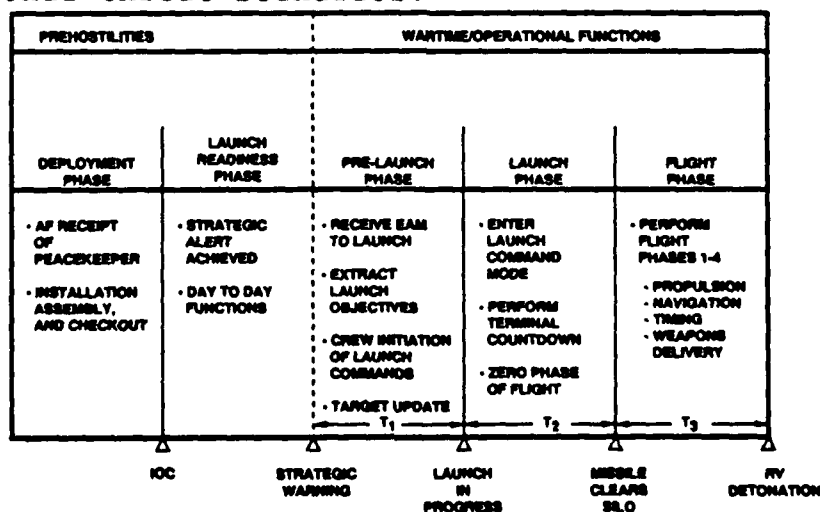 PREHOSTILITIES
WARTIME/OPERATIONAL FUNCTIONS
DEPLOYMENT
PHASE
LAUNCH
READINESS
PHASE
PRE-LAUNCH
PHASE
LAUNCH
PHASE
FLIGHT
PHASE
• AF RECEIPT
OF
PEACEKEEPER
• INSTALLATION
ASSEMBLY,
AND CHECKOUT
• STRATEGIC
ALERT
ACHIEVED
• DAY TO DAY
FUNCTIONS
• RECEIVE EAM
TO LAUNCH
• EXTRACT
LAUNCH
OBJECTIVES
• CREW INITIATION
OF LAUNCH
COMMANDS
• TARGET UPDATE
• ENTER
LAUNCH
COMMAND
MODE
• PERFORM
TERMINAL
COUNTDOWN
• ZERO PHASE
OF FLIGHT
• PERFORM
FLIGHT
PHASES 1-4
• PROPULSION
• NAVIGATION
• TIMING
• WEAPONS
DELIVERY
T1
T2
T3
IOC
STRATEGIC
WARNING
LAUNCH
IN
PROGRESS
MISSILE
CLEARS
SILO
RV
DETONATION